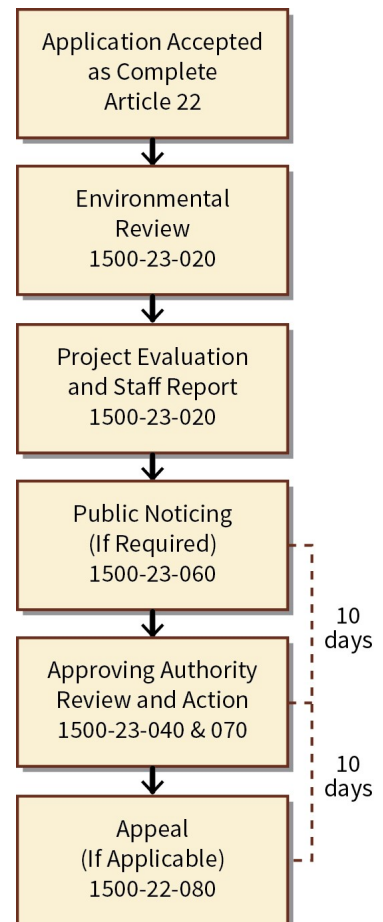 Application Accepted
as Complete
Article 22
Environmental
Review
1500-23-020
Project Evaluation
and Staff Report
1500-23-020
Public Noticing
(If Required)
1500-23-060
10
days
Approving Authority
Review and Action
1500-23-040 & 070
10
days
Appeal
(If Applicable)
1500-22-080